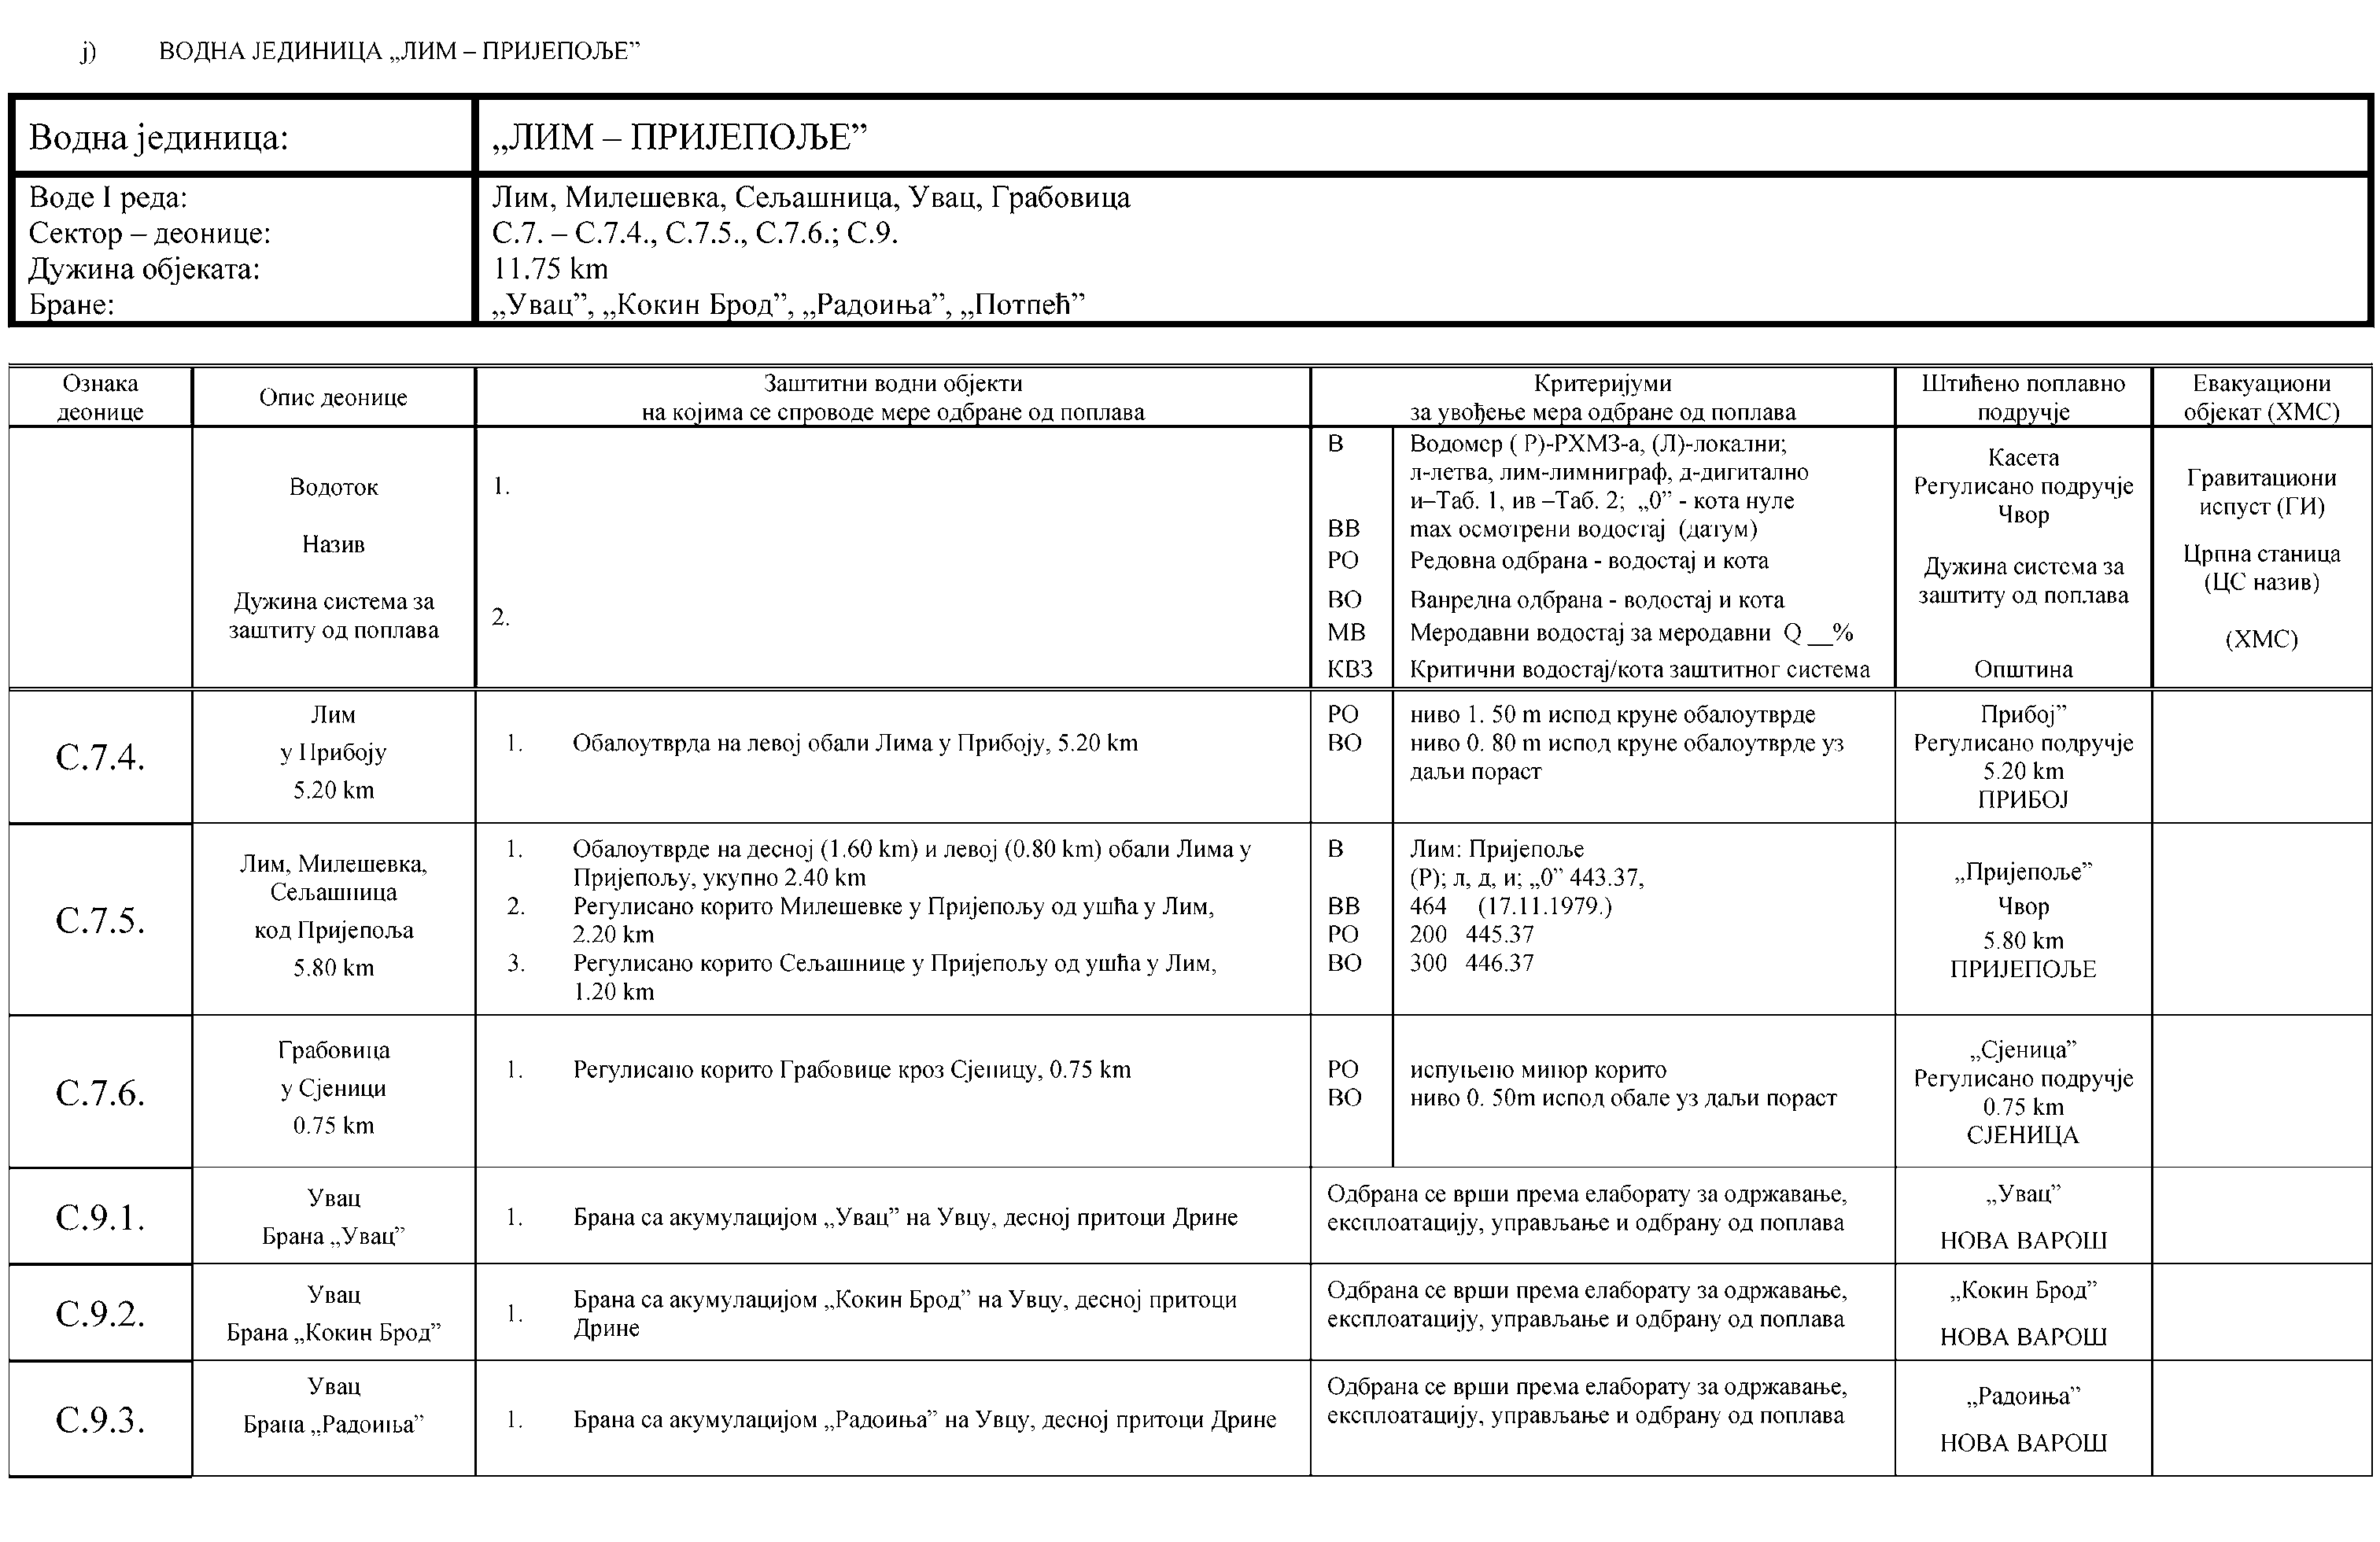 ј) ВОДНА ЈЕДИНИЦА „ЛИМ – ПРИЈЕПОЉЕ”
Водна јединица: „ЛИМ – ПРИЈЕПОЉЕ”
Воде I реда: Лим, Милешевка, Сељашница, Увац, Грабовица
Сектор – деонице: С.7. – С.7.4., С.7.5., С.7.6.; С.9.
Дужина објеката: 11.75 km
Бране: „Увац”, „Кокин Брод”, „Радоиња”, „Потпећ”
Ознака
деонице
Опис деонице
Заштитни водни објекти
на којима се спроводе мере одбране од поплава
Критеријуми
за увођење мера одбране од поплава
Штићено поплавно
подручје
Евакуациони
објекат (ХМС)
Водоток
Назив
Дужина система за
заштиту од поплава
1.
2.
В Водомер ( Р)-РХМЗ-а, (Л)-локални;
л-летва, лим-лимниграф, д-дигитално
и–Таб. 1, ив –Таб. 2; „0” - кота нуле
ВВ max осмотрени водостај (датум)
РО Редовна одбрана - водостај и кота
ВО Ванредна одбрана - водостај и кота
МВ Меродавни водостај за меродавни Q __%
КВЗ Критични водостај/кота заштитног система
Касета
Регулисано подручје
Чвор
Дужина система за
заштиту од поплава
Општина
Гравитациони
испуст (ГИ)
Црпна станица
(ЦС назив)
(ХМС)
С.7.4.
Лим
у Прибоју
5.20 km
1. Обалоутврда на левој обали Лима у Прибоју, 5.20 km
РО ниво 1. 50 m испод круне обалоутврде
ВО ниво 0. 80 m испод круне обалоутврде уз
даљи пораст
Прибој”
Регулисано подручје
5.20 km
ПРИБОЈ
С.7.5.
Лим, Милешевка,
Сељашница
код Пријепоља
5.80 km
1. Обалоутврде на десној (1.60 km) и левој (0.80 km) обали Лима у
Пријепољу, укупно 2.40 km
2. Регулисано корито Милешевке у Пријепољу од ушћа у Лим,
2.20 km
3. Регулисано корито Сељашнице у Пријепољу од ушћа у Лим,
1.20 km
В Лим: Пријепоље
(Р); л, д, и; „0” 443.37,
ВВ 464 (17.11.1979.)
РО 200 445.37
ВО 300 446.37
„Пријепоље”
Чвор
5.80 km
ПРИЈЕПОЉЕ
С.7.6.
Грабовица
у Сјеници
0.75 km
1. Регулисано корито Грабовице кроз Сјеницу, 0.75 km
РО испуњено минор корито
ВО ниво 0. 50m испод обале уз даљи пораст
„Сјеница”
Регулисано подручје
0.75 km
СЈЕНИЦА
С.9.1.
Увац
Брана „Увац”
1. Брана са акумулацијом „Увац” на Увцу, десној притоци Дрине
Одбрана се врши према елаборату за одржавање,
експлоатацију, управљање и одбрану од поплава
„Увац”
НОВА ВАРОШ
С.9.2.
Увац
Брана „Кокин Брод”
1. Брана са акумулацијом „Кокин Брод” на Увцу, десној притоци
Дрине
Одбрана се врши према елаборату за одржавање,
експлоатацију, управљање и одбрану од поплава
„Кокин Брод”
НОВА ВАРОШ
С.9.3.
Увац
Брана „Радоиња”
1. Брана са акумулацијом „Радоиња” на Увцу, десној притоци Дрине
Одбрана се врши према елаборату за одржавање,
експлоатацију, управљање и одбрану од поплава
„Радоиња”
НОВА ВАРОШ